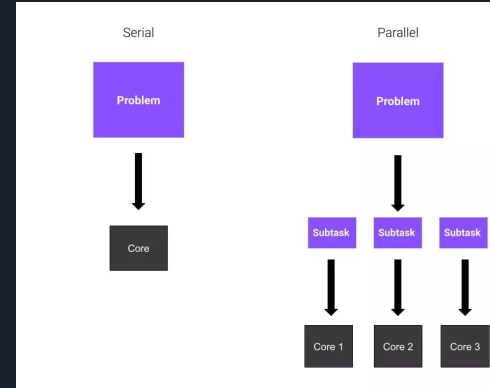 Serial
Parallel
Problem
Problem
Subtask
Subtask
Subtask
Core
Core 1
Core 2
Core 3